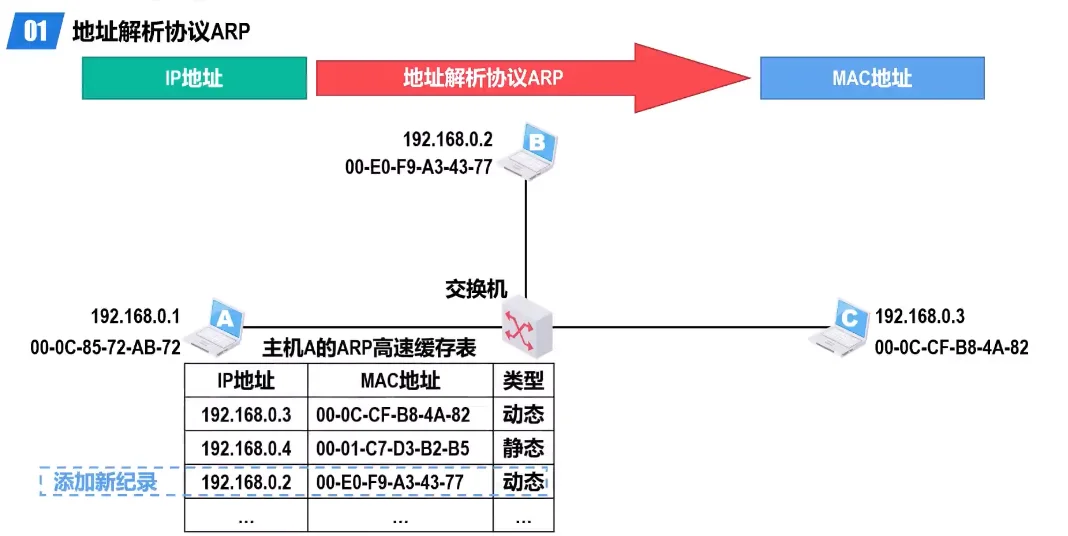 01 地址解析协议ARP
IP地址 地址解析协议ARP MAC地址
192.168.0.2
00-E0-F9-A3-43-77
B
交换机
192.168.0.1
00-0C-85-72-AB-72
A
C
192.168.0.3
00-0C-CF-B8-4A-82
主机A的ARP高速缓存表
IP地址 MAC地址 类型
192.168.0.3 00-0C-CF-B8-4A-82 动态
192.168.0.4 00-01-C7-D3-B2-B5 静态
添加新纪录 192.168.0.2 00-E0-F9-A3-43-77 动态
... ... ...